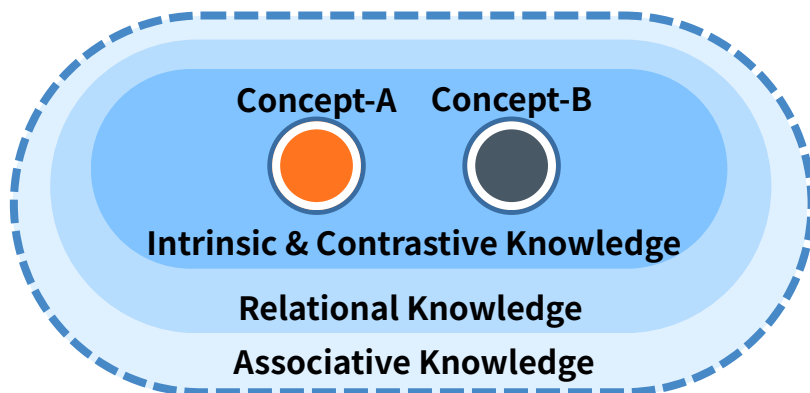 Concept-A Concept-B
Intrinsic & Contrastive Knowledge
Relational Knowledge
Associative Knowledge